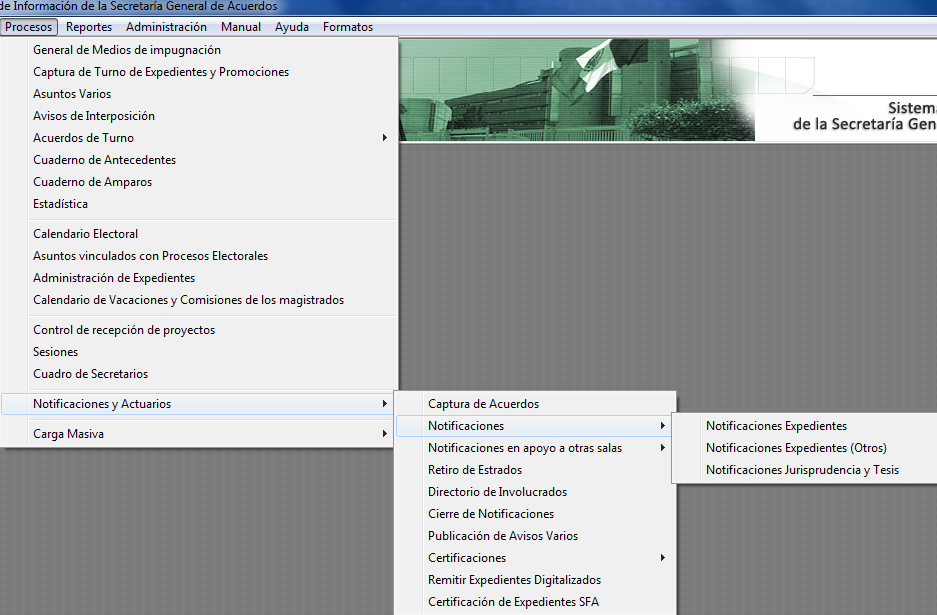 de Información de la Secretaría General de Acuerdos
Procesos Reportes Administración Manual Ayuda Formatos
General de Medios de impugnación
Captura de Turno de Expedientes y Promociones
Asuntos Varios
Avisos de Interposición
Acuerdos de Turno
Cuaderno de Antecedentes
Cuaderno de Amparos
Estadística
Calendario Electoral
Asuntos vinculados con Procesos Electorales
Administración de Expedientes
Calendario de Vacaciones y Comisiones de los magistrados
Control de recepción de proyectos
Sesiones
Cuadro de Secretarios
Notificaciones y Actuarios
Carga Masiva
Captura de Acuerdos
Notificaciones
Notificaciones en apoyo a otras salas
Retiro de Estrados
Directorio de Involucrados
Cierre de Notificaciones
Publicación de Avisos Varios
Certificaciones
Remitir Expedientes Digitalizados
Certificación de Expedientes SFA
Notificaciones Expedientes
Notificaciones Expedientes (Otros)
Notificaciones Jurisprudencia y Tesis
Sistema
de la Secretaría Gen